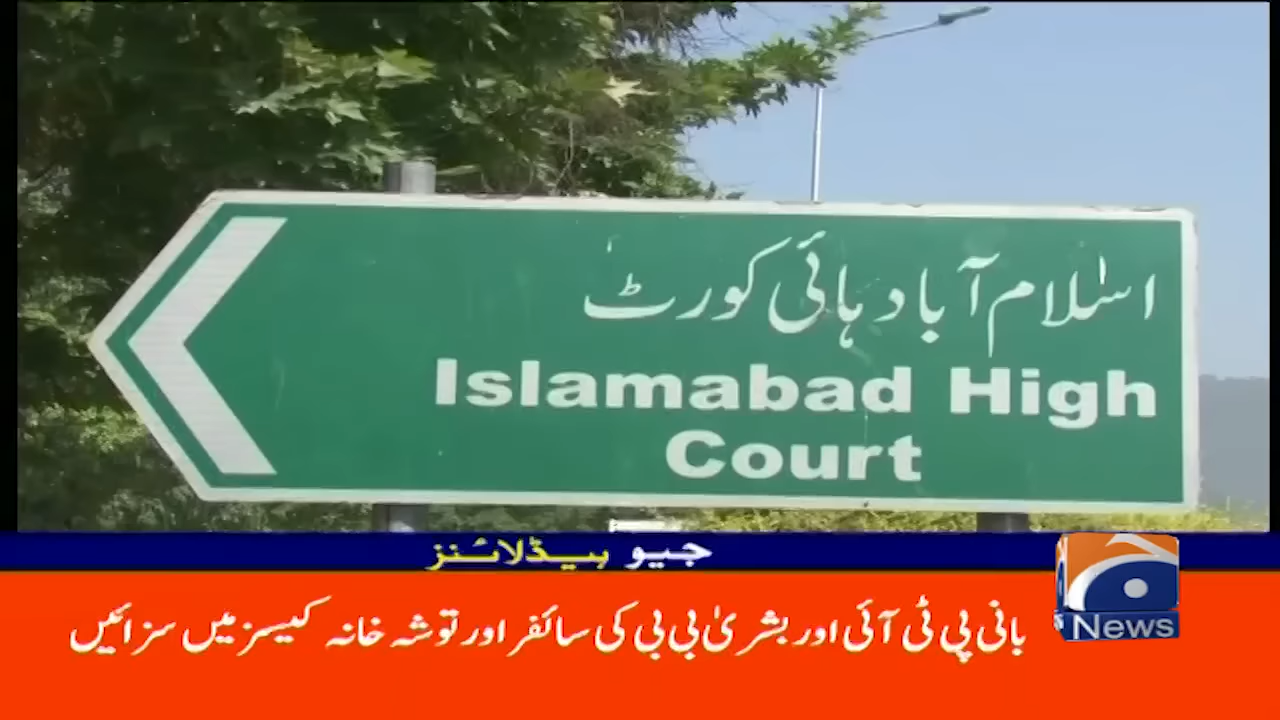 اسلام آباد ہائی کورٹ
Islamabad High
Court
جیو ہیڈلائنز
بانی پی ٹی آئی اور بشریٰ بی بی کی سائفر اور توشہ خانہ کیسز میں سزائیں
News